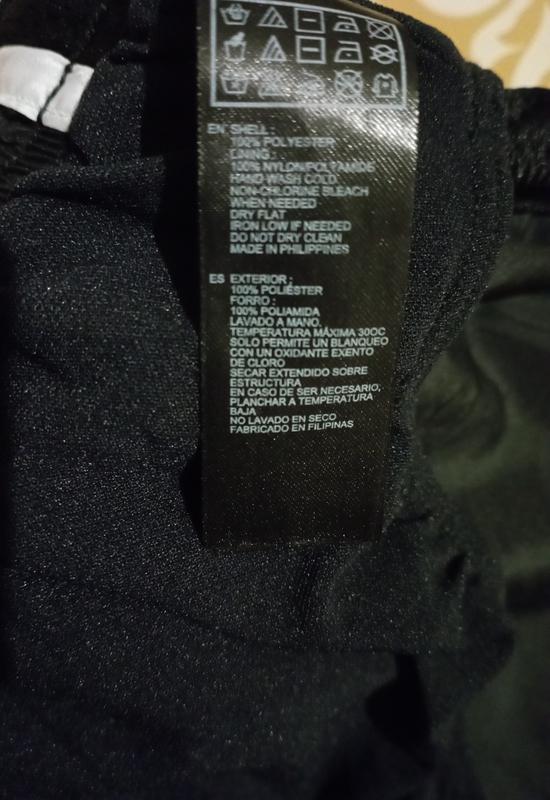 EN SHELL :
100% POLYESTER
LINING :
100% NYLON/POLYAMIDE
HAND WASH COLD
NON-CHLORINE BLEACH
WHEN NEEDED
DRY FLAT
IRON LOW IF NEEDED
DO NOT DRY CLEAN
MADE IN PHILIPPINES
ES EXTERIOR :
100% POLIÉSTER
FORRO :
100% POLIAMIDA
LAVADO A MANO.
TEMPERATURA MÁXIMA 30OC
SOLO PERMITE UN BLANQUEO
CON UN OXIDANTE EXENTO
DE CLORO
SECAR EXTENDIDO SOBRE
ESTRUCTURA
EN CASO DE SER NECESARIO,
PLANCHAR A TEMPERATURA
BAJA
NO LAVADO EN SECO
FABRICADO EN FILIPINAS